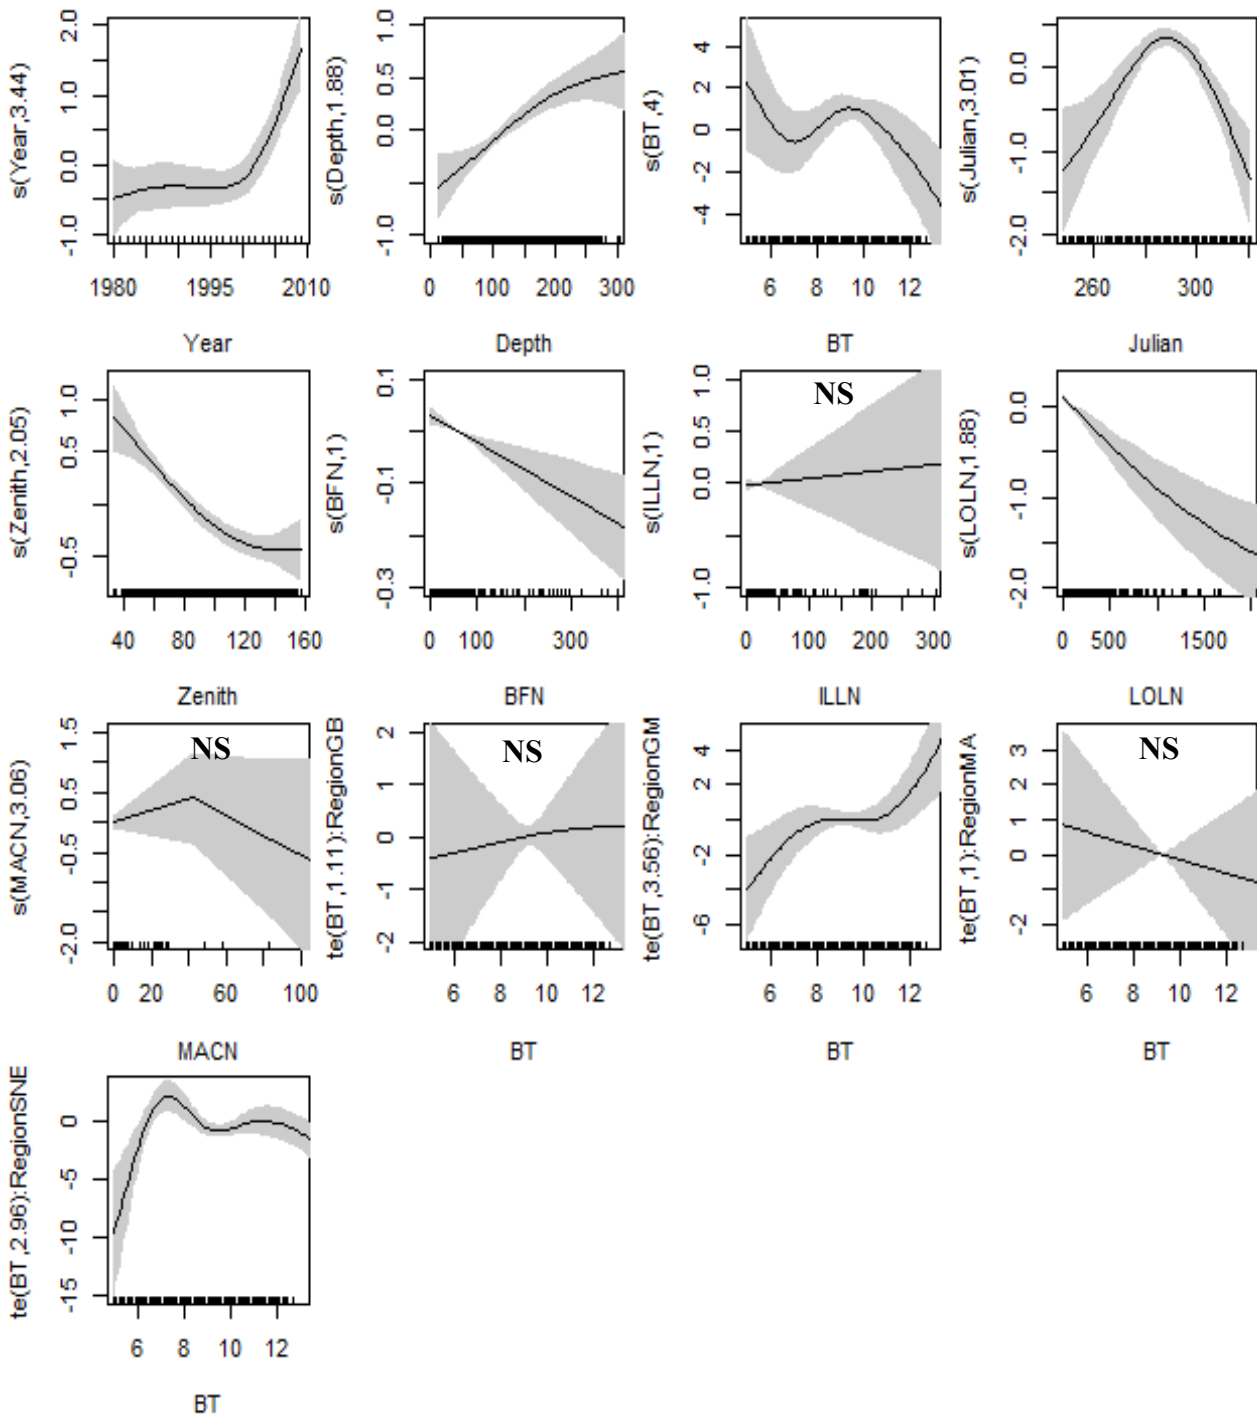 s(Year,3.44)
-1.0 0.0 1.0 2.0
1980 1995 2010
Year
s(Depth,1.88)
-1.0 0.0 0.5 1.0
0 100 200 300
Depth
s(BT,4)
-4 -2 0 2 4
6 8 10 12
BT
s(Julian,3.01)
-2.0 -1.0 0.0
260 300
Julian
s(Zenith,2.05)
-0.5 0.5 1.0
40 80 120 160
Zenith
s(BFN,1)
-0.3 -0.1 0.1
0 100 300
BFN
s(ILLN,1)
-1.0 0.0 0.5 1.0
NS
0 100 200 300
ILLN
s(LOLN,1.88)
-2.0 -1.0 0.0
0 500 1500
LOLN
s(MACN,3.06)
-2.0 -0.5 0.5 1.5
NS
0 20 60 100
MACN
te(BT,1.11):RegionGB
-2 -1 0 1 2
NS
6 8 10 12
BT
te(BT,3.56):RegionGM
-6 -2 2 4
6 8 10 12
BT
te(BT,1):RegionMA
-2 0 1 2 3
NS
6 8 10 12
BT
te(BT,2.96):RegionSNE
-15 -10 -5 0
6 8 10 12
BT